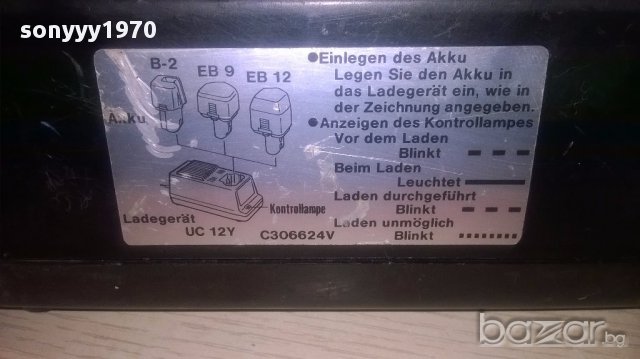 sonyyy1970
B-2
EB 9
EB 12
Akku
Ladegerät
Kontrollampe
UC 12Y
C306624V
●Einlegen des Akku
Legen Sie den Akku in
das Ladegerät ein, wie in
der Zeichnung angegeben.
●Anzeigen des Kontrollampes
Vor dem Laden
Blinkt
Beim Laden
Leuchtet
Laden durchgeführt
Blinkt
Laden unmöglich
Blinkt
bazar.bg